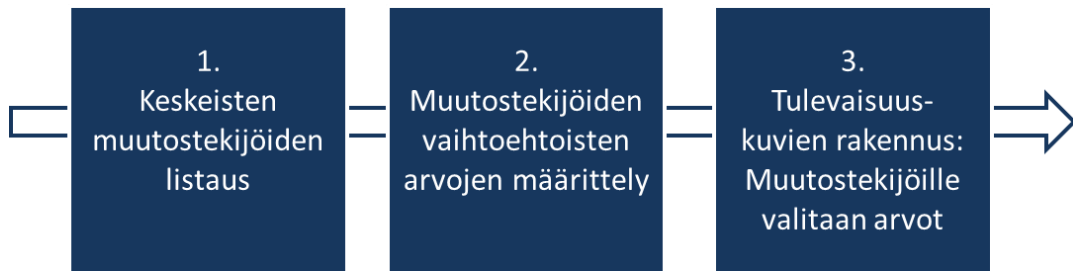 1.
Keskeisten
muutostekijöiden
listaus
2.
Muutostekijöiden
vaihtoehtoisten
arvojen määrittely
3.
Tulevaisuus-
kuvien rakennus:
Muutostekijöille
valitaan arvot